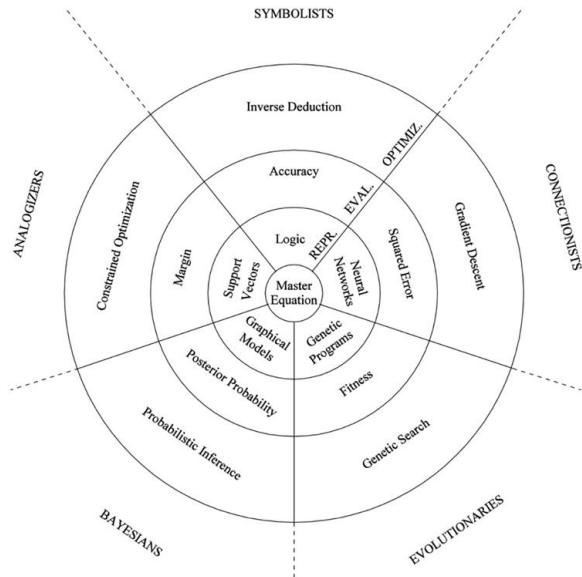 SYMBOLISTS
Inverse Deduction
OPTIMIZ.
Accuracy
EVAL.
Logic
REPR.
ANALOGIZERS
Constrained Optimization
Margin
Support
Vectors
Master
Equation
Neural
Networks
Squared Error
Gradient Descent
CONNECTIONISTS
Graphical
Models
Genetic
Programs
Posterior Probability
Fitness
Probabilistic Inference
Genetic Search
BAYESIANS
EVOLUTIONARIES